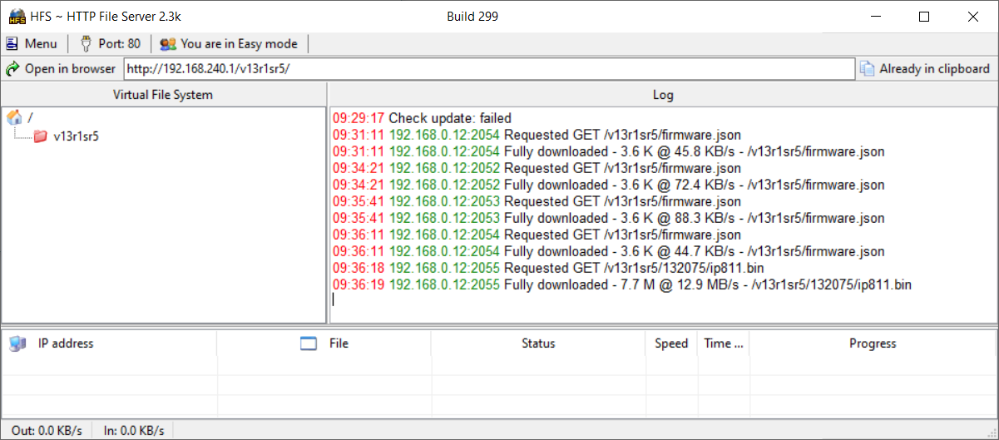 HFS ~ HTTP File Server 2.3k Build 299
Menu Port: 80 You are in Easy mode
Open in browser http://192.168.240.1/v13r1sr5/ Already in clipboard
Virtual File System Log
/
v13r1sr5
09:29:17 Check update: failed
09:31:11 192.168.0.12:2054 Requested GET /v13r1sr5/firmware.json
09:31:11 192.168.0.12:2054 Fully downloaded - 3.6 K @ 45.8 KB/s - /v13r1sr5/firmware.json
09:34:21 192.168.0.12:2052 Requested GET /v13r1sr5/firmware.json
09:34:21 192.168.0.12:2052 Fully downloaded - 3.6 K @ 72.4 KB/s - /v13r1sr5/firmware.json
09:35:41 192.168.0.12:2053 Requested GET /v13r1sr5/firmware.json
09:35:41 192.168.0.12:2053 Fully downloaded - 3.6 K @ 88.3 KB/s - /v13r1sr5/firmware.json
09:36:11 192.168.0.12:2054 Requested GET /v13r1sr5/firmware.json
09:36:11 192.168.0.12:2054 Fully downloaded - 3.6 K @ 44.7 KB/s - /v13r1sr5/firmware.json
09:36:18 192.168.0.12:2055 Requested GET /v13r1sr5/132075/ip811.bin
09:36:19 192.168.0.12:2055 Fully downloaded - 7.7 M @ 12.9 MB/s - /v13r1sr5/132075/ip811.bin
IP address File Status Speed Time ... Progress
Out: 0.0 KB/s In: 0.0 KB/s